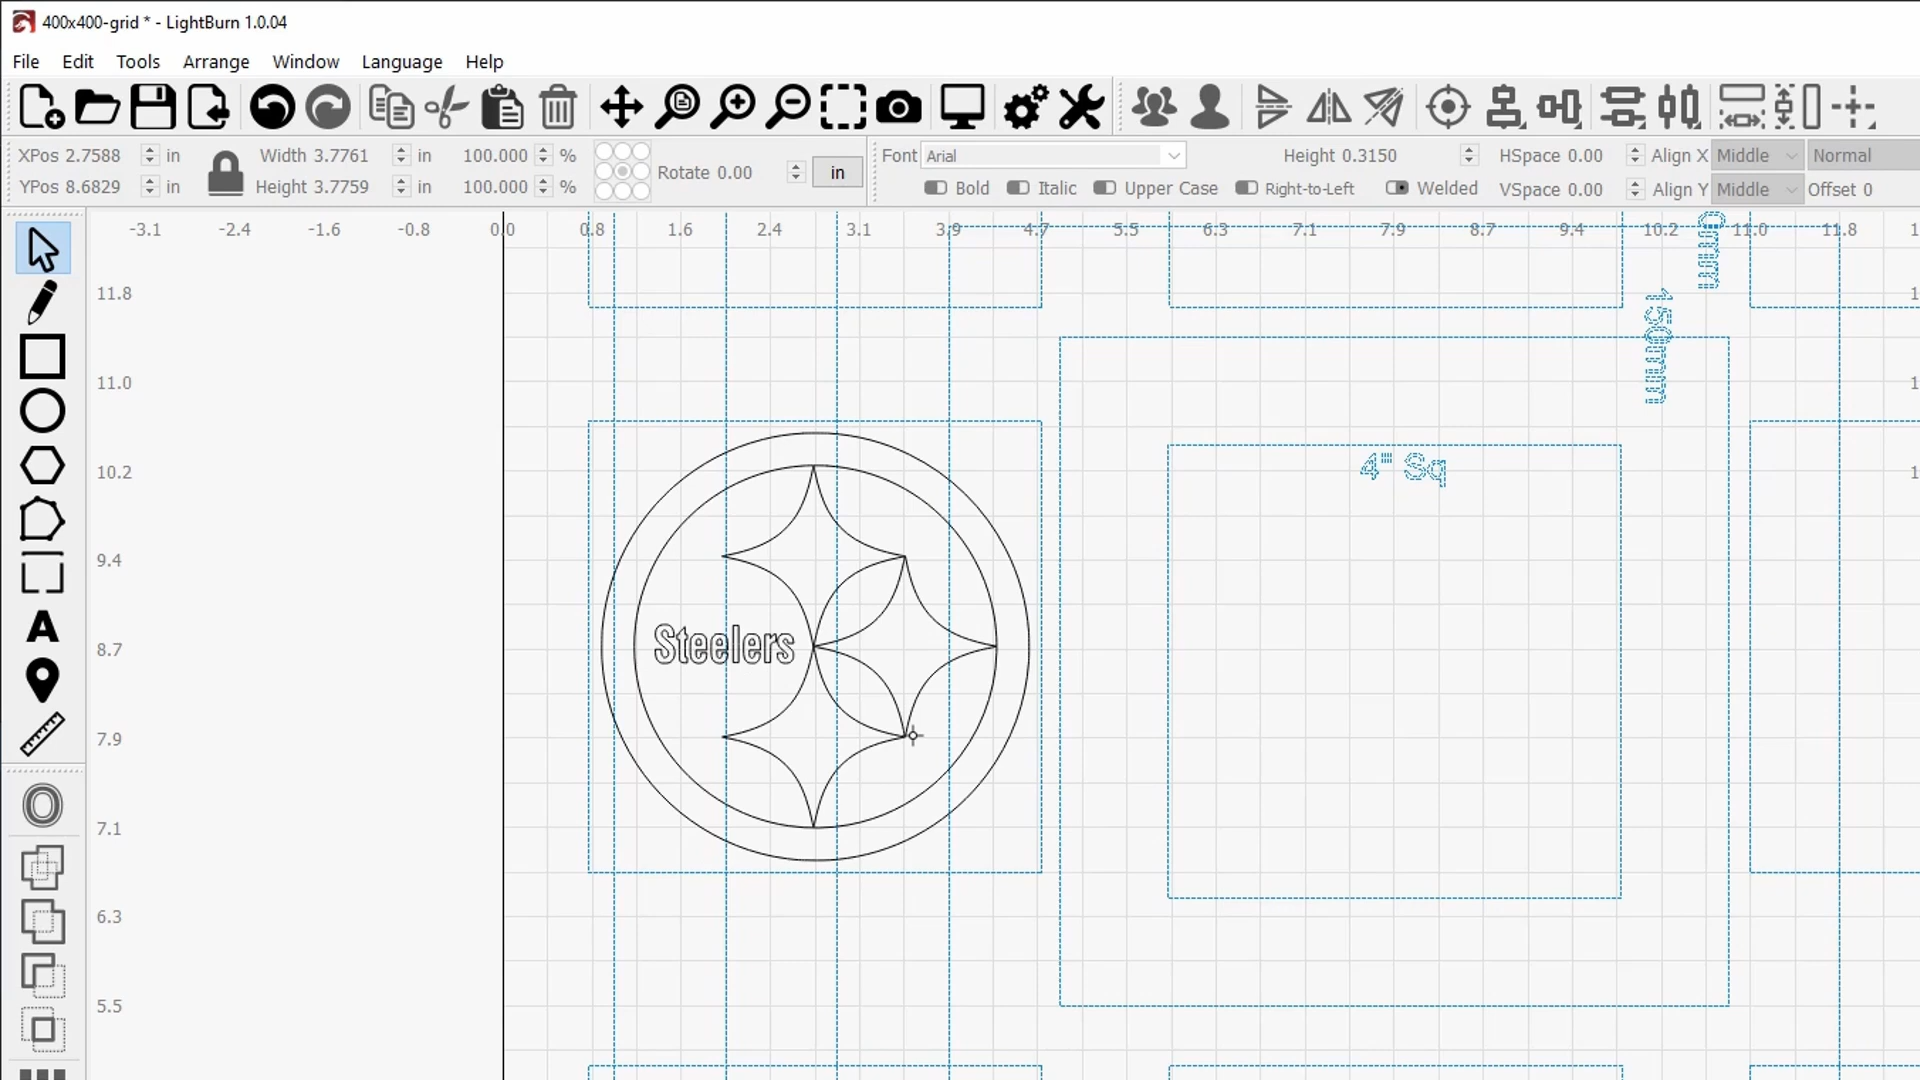 400x400-grid * - LightBurn 1.0.04
File Edit Tools Arrange Window Language Help
XPos 2.7588 in Width 3.7761 in 100.000 % Rotate 0.00 in Font Arial Height 0.3150 HSpace 0.00 Align X Middle Normal
YPos 8.6829 in Height 3.7759 in 100.000 % Bold Italic Upper Case Right-to-Left Welded VSpace 0.00 Align Y Middle Offset 0
-3.1 -2.4 -1.6 -0.8 0.0 0.8 1.6 2.4 3.1 3.9 4.7 5.5 6.3 7.1 7.9 8.7 9.4 10.2 11.0 11.8
11.8
150mm
11.0
10.2
4" Sq
9.4
Steelers
8.7
7.9
7.1
6.3
5.5